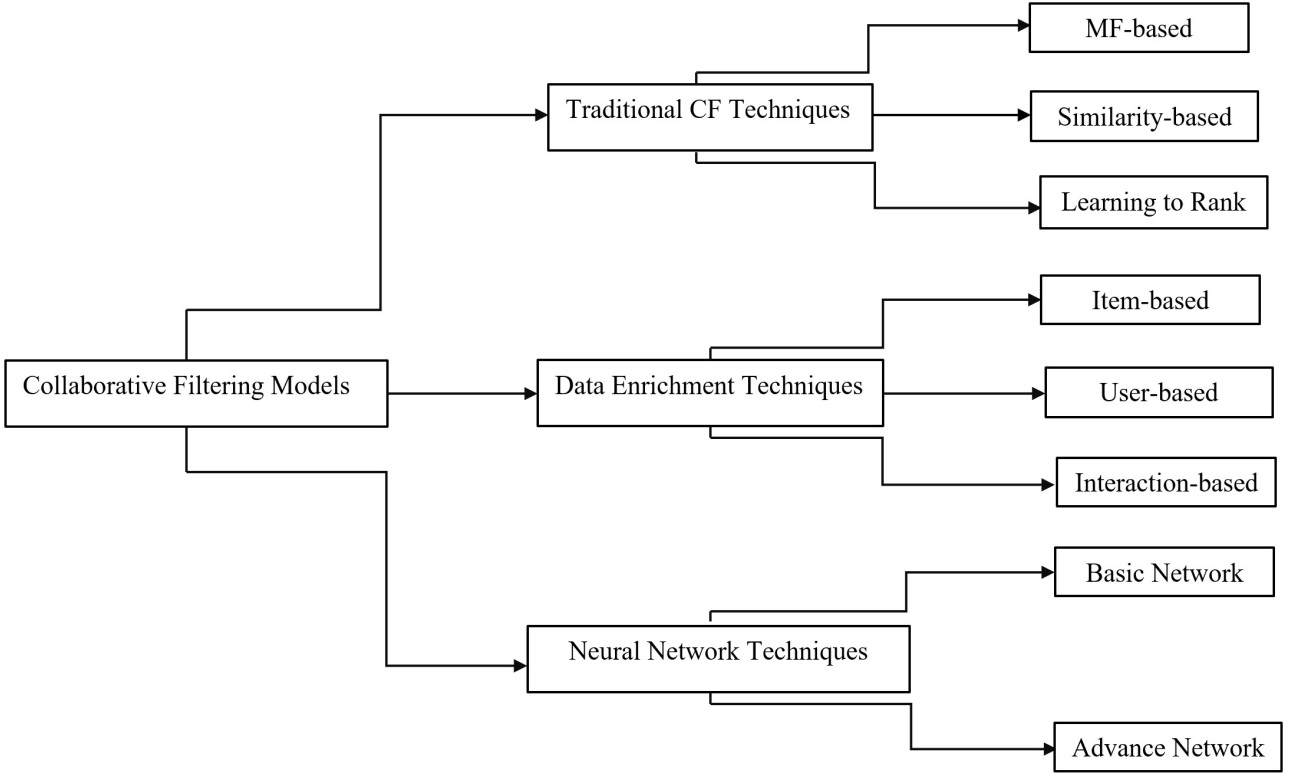 MF-based
Traditional CF Techniques
Similarity-based
Learning to Rank
Item-based
Collaborative Filtering Models
Data Enrichment Techniques
User-based
Interaction-based
Basic Network
Neural Network Techniques
Advance Network